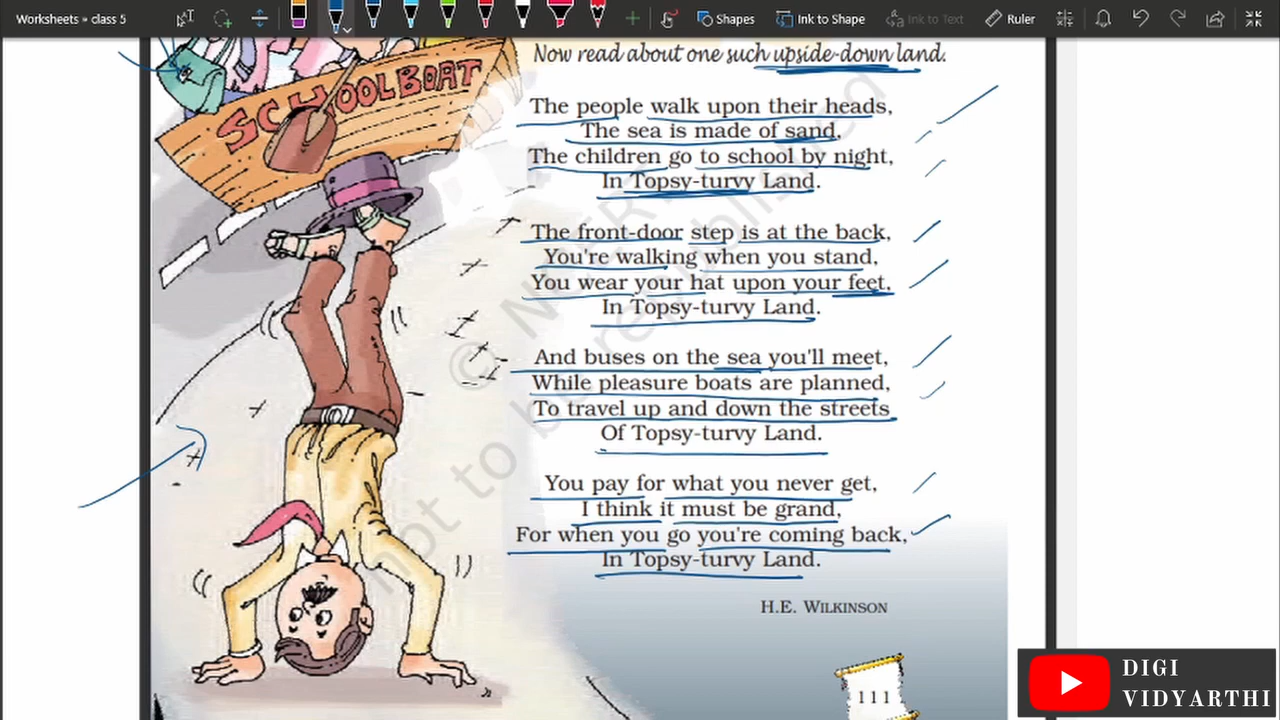 Worksheets » class 5
Shapes
Ink to Shape
Ink to Text
Ruler
SCHOOLBOAT
Now read about one such upside-down land.
The people walk upon their heads,
The sea is made of sand,
The children go to school by night,
In Topsy-turvy Land.
The front-door step is at the back,
You're walking when you stand,
You wear your hat upon your feet,
In Topsy-turvy Land.
And buses on the sea you'll meet,
While pleasure boats are planned,
To travel up and down the streets
Of Topsy-turvy Land.
You pay for what you never get,
I think it must be grand,
For when you go you're coming back,
In Topsy-turvy Land.
H.E. WILKINSON
© NCERT
not to be republished
111
DIGI
VIDYARTHI